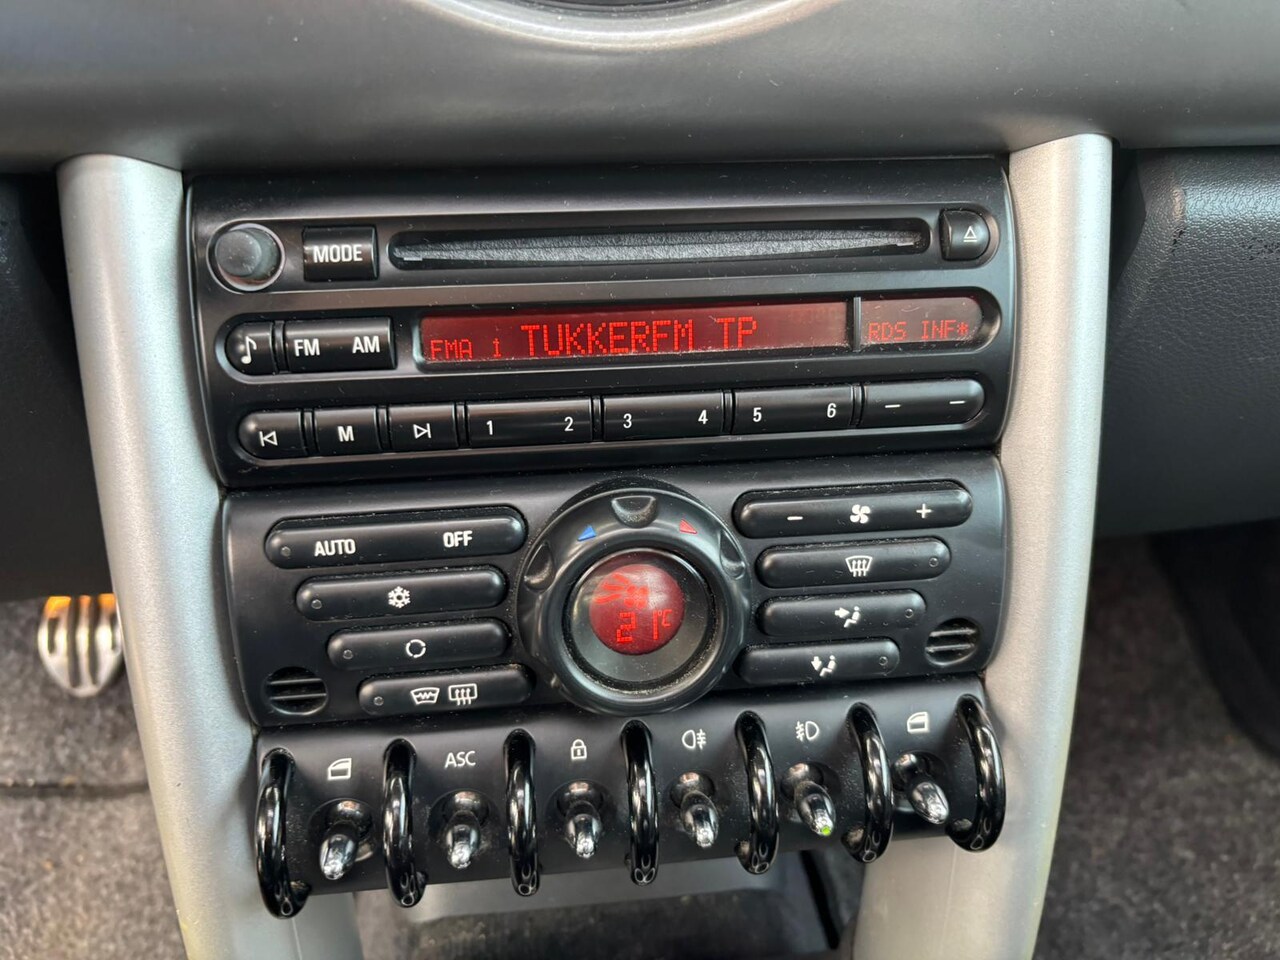 MODE
FM AM
FMA i TUKKERFM TP RDS INF*
M 1 2 3 4 5 6 — —
AUTO OFF − +
21°C
ASC